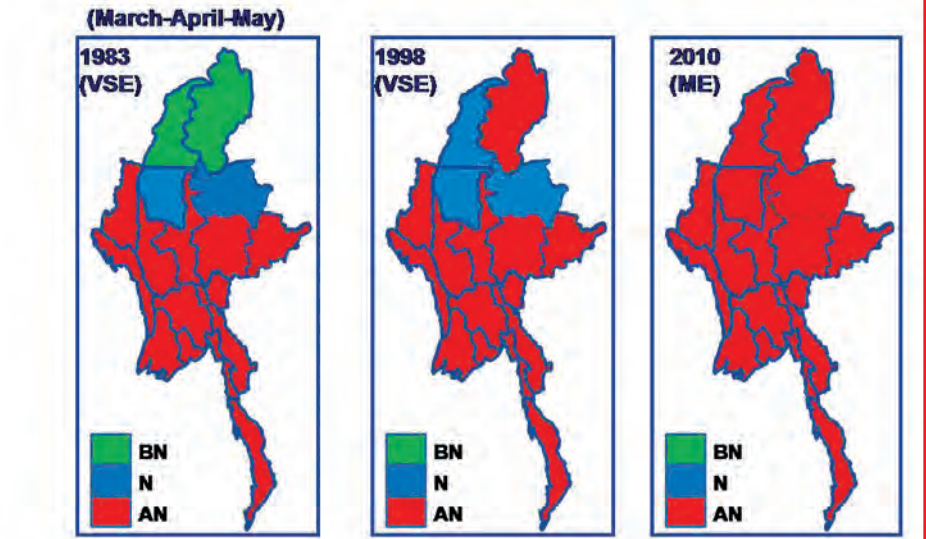 (March-April-May)
1983
(VSE)
BN
N
AN
1998
(VSE)
BN
N
AN
2010
(ME)
BN
N
AN